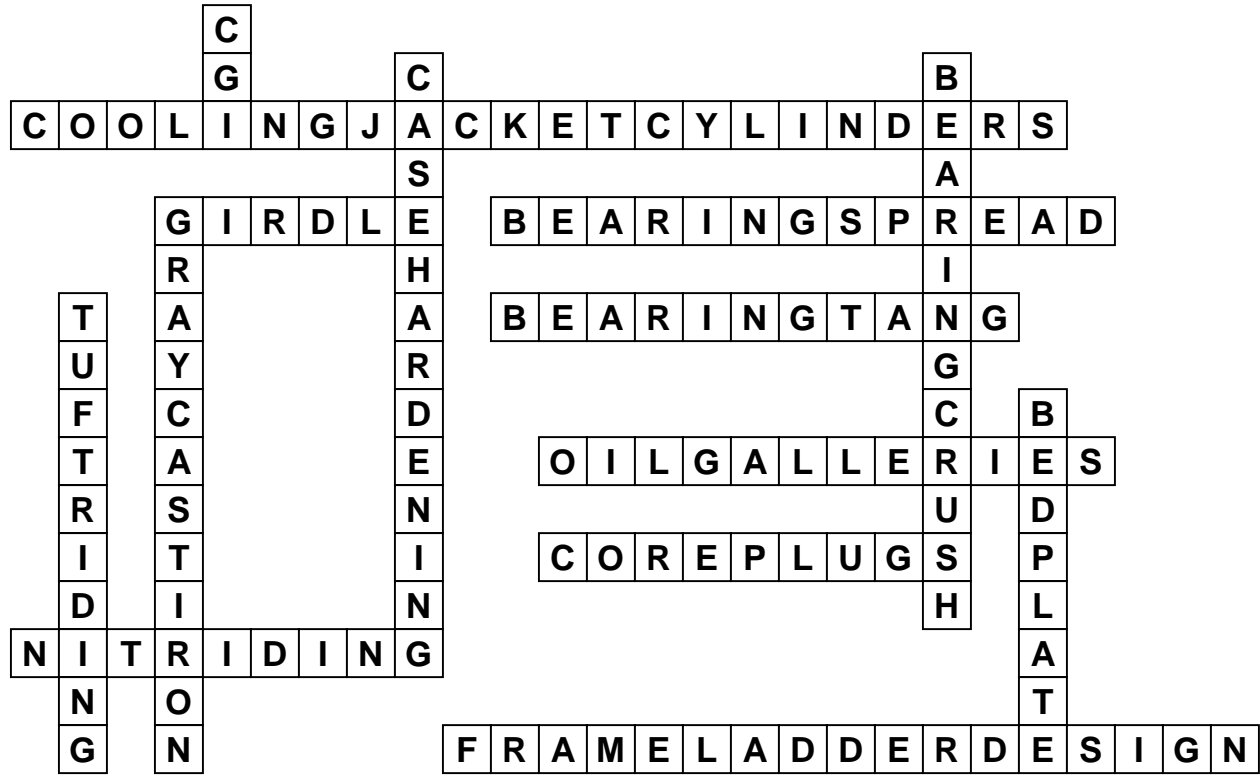 CGI
CASEHARDENING
BEARINGCRUSH
COOLINGJACKETCYLINDERS
GIRDLE
GRAYCASTIRON
BEARINGSPREAD
TUFTRIDING
BEARINGTANG
BEDPLATE
OILGALLERIES
COREPLUGS
NITRIDING
FRAMELADDERDESIGN